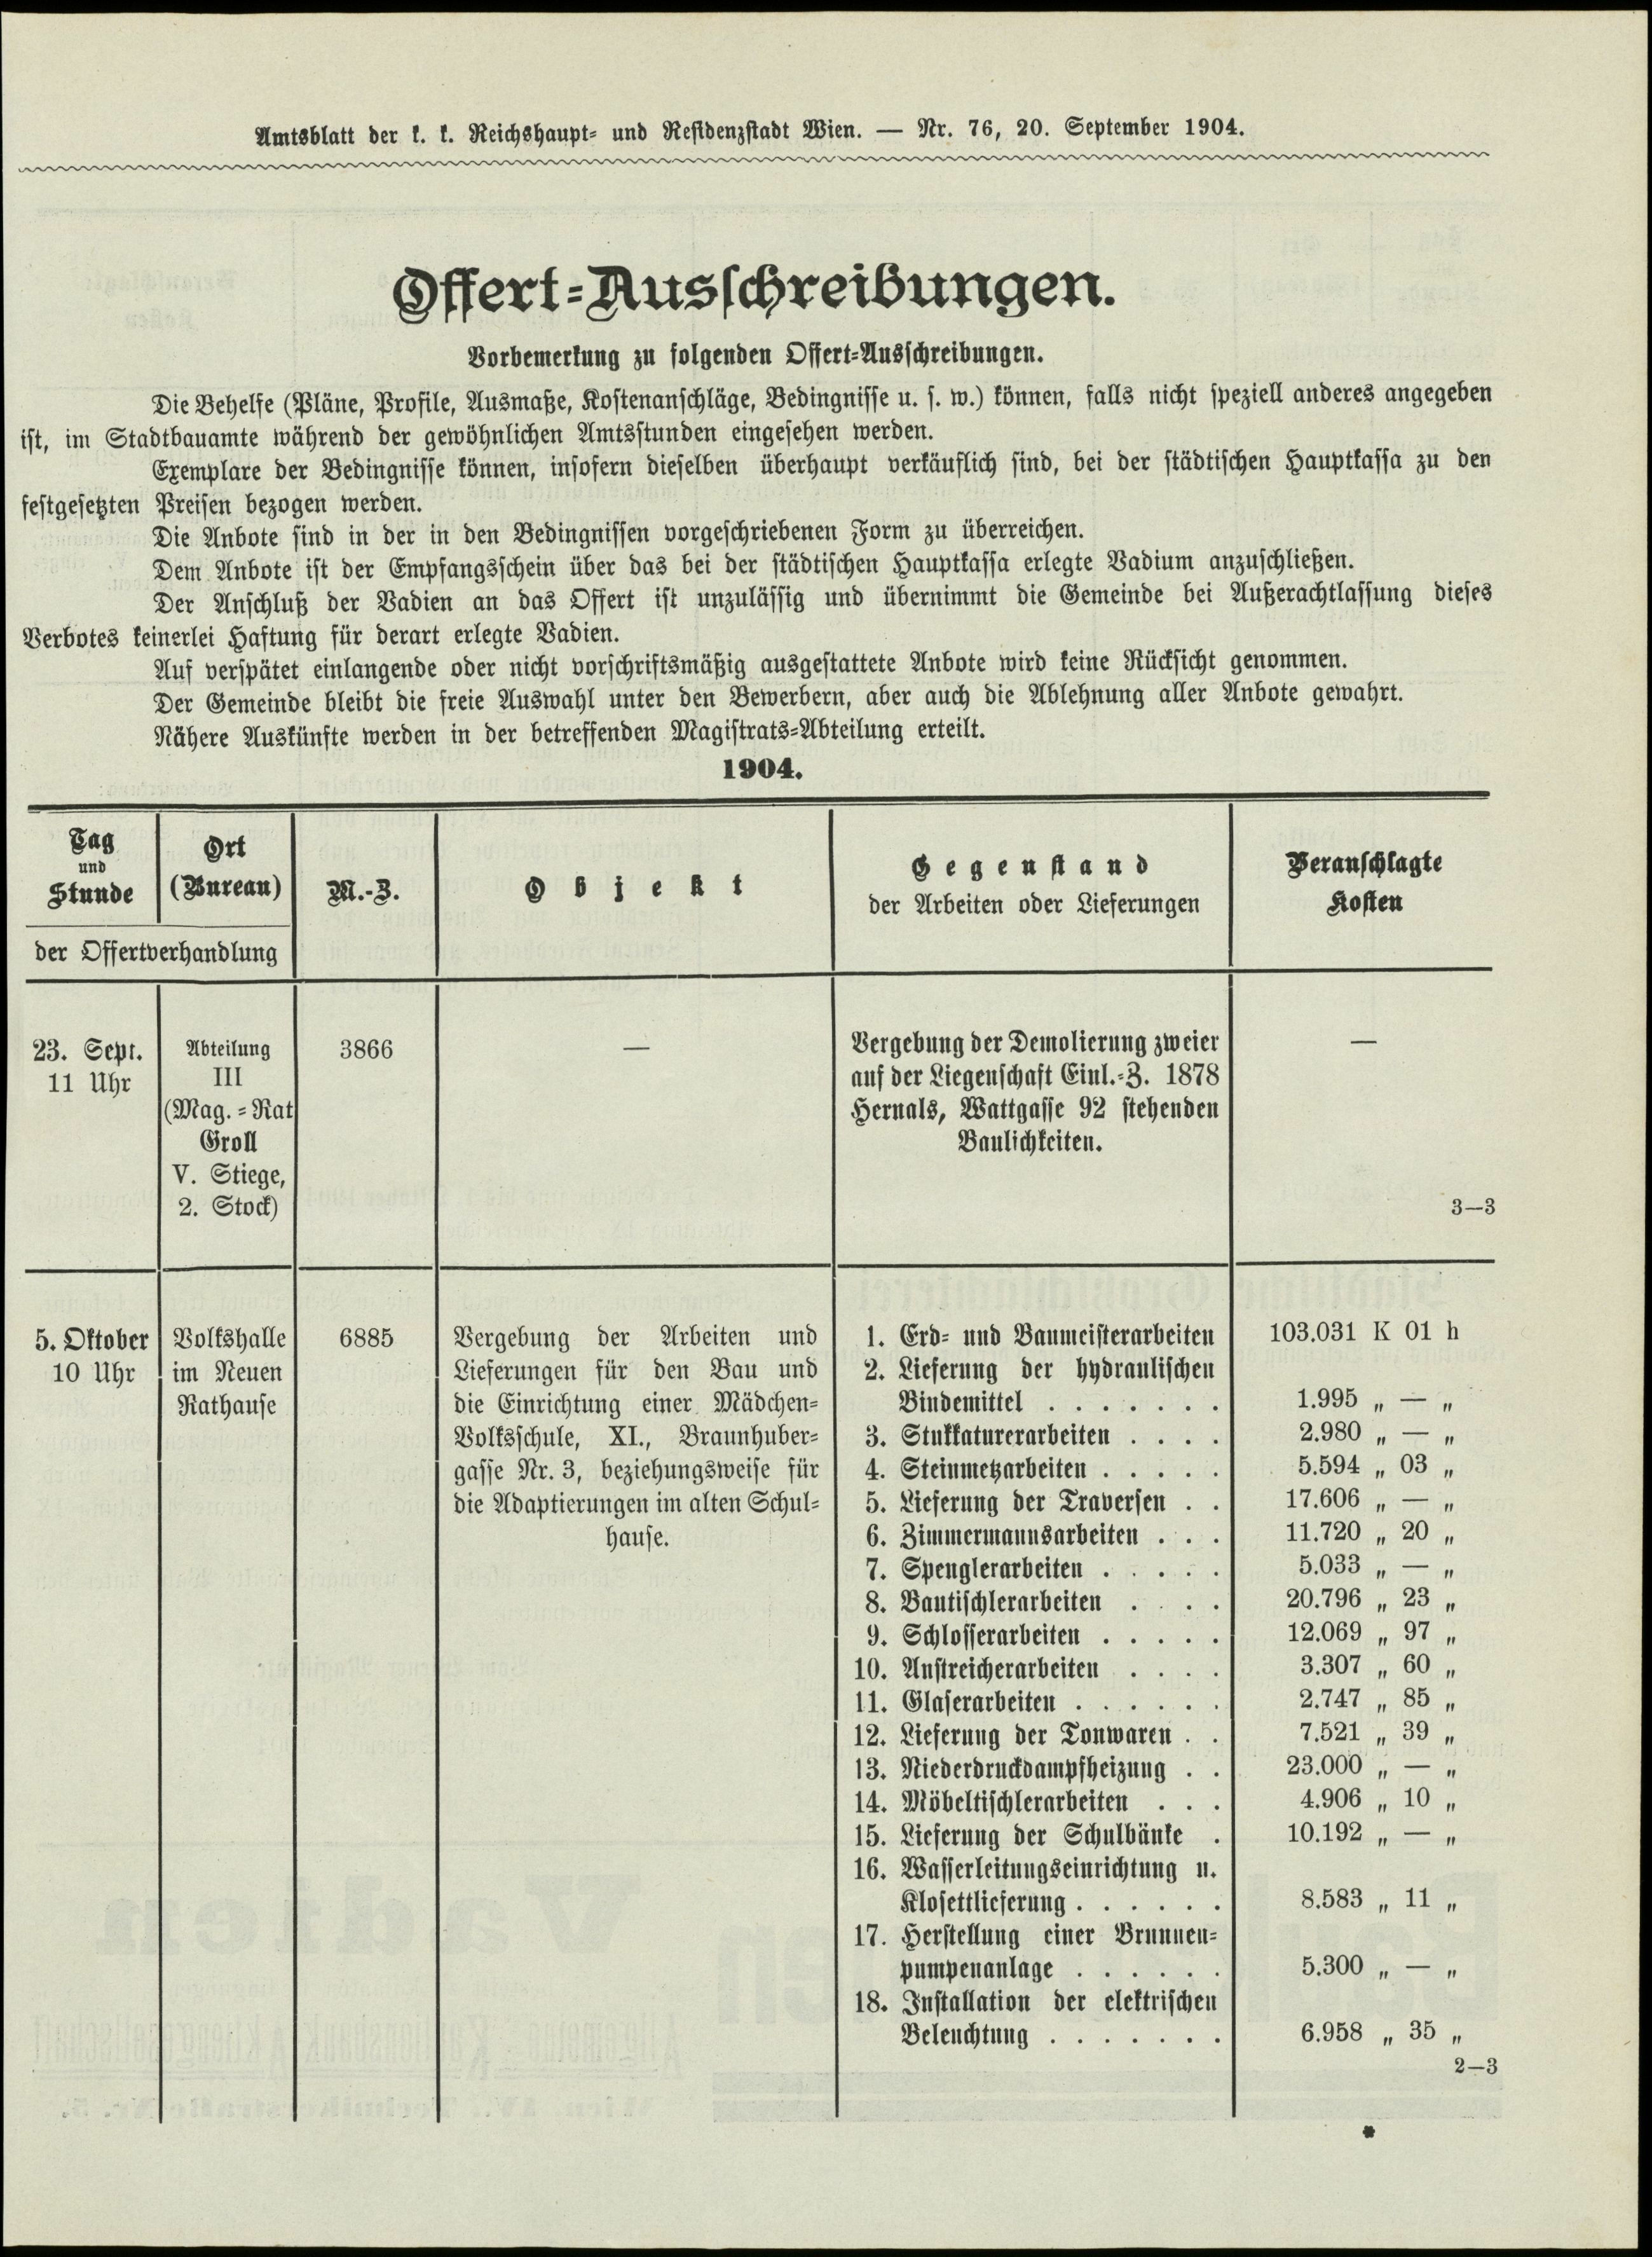 Amtsblatt der k. k. Reichshaupt- und Residenzstadt Wien. — Nr. 76, 20. September 1904.
Offert-Ausschreibungen.
Vorbemerkung zu folgenden Offert-Ausschreibungen.
Die Behelfe (Pläne, Profile, Ausmaße, Kostenanschläge, Bedingnisse u. s. w.) können, falls nicht speziell anderes angegeben
ist, im Stadtbauamte während der gewöhnlichen Amtsstunden eingesehen werden.
Exemplare der Bedingnisse können, insofern dieselben überhaupt verkäuflich sind, bei der städtischen Hauptkassa zu den
festgesetzten Preisen bezogen werden.
Die Anbote sind in der in den Bedingnissen vorgeschriebenen Form zu überreichen.
Dem Anbote ist der Empfangsschein über das bei der städtischen Hauptkassa erlegte Vadium anzuschließen.
Der Anschluß der Vadien an das Offert ist unzulässig und übernimmt die Gemeinde bei Außerachtlassung dieses
Verbotes keinerlei Haftung für derart erlegte Vadien.
Auf verspätet einlangende oder nicht vorschriftsmäßig ausgestattete Anbote wird keine Rücksicht genommen.
Der Gemeinde bleibt die freie Auswahl unter den Bewerbern, aber auch die Ablehnung aller Anbote gewahrt.
Nähere Auskünfte werden in der betreffenden Magistrats-Abteilung erteilt.
1904.
Tag
und
Stunde
Ort
(Bureau)
der Offertverhandlung
M.-Z.
Objekt
Gegenstand
der Arbeiten oder Lieferungen
Veranschlagte
Kosten
23. Sept.
11 Uhr
Abteilung
III
(Mag.-Rat
Groll
V. Stiege,
2. Stock)
3866
—
Vergebung der Demolierung zweier
auf der Liegenschaft Einl.-Z. 1878
Hernals, Wattgasse 92 stehenden
Baulichkeiten.
—
3—3
5. Oktober
10 Uhr
Volkshalle
im Neuen
Rathause
6885
Vergebung der Arbeiten und
Lieferungen für den Bau und
die Einrichtung einer Mädchen-
Volksschule, XI., Braunhuber-
gasse Nr. 3, beziehungsweise für
die Adaptierungen im alten Schul-
hause.
1. Erd- und Baumeisterarbeiten 103.031 K 01 h
2. Lieferung der hydraulischen
Bindemittel . . . . . . . 1.995 „ — „
3. Stukkaturerarbeiten . . . . 2.980 „ — „
4. Steinmetzarbeiten . . . . . 5.594 „ 03 „
5. Lieferung der Traversen . . 17.606 „ — „
6. Zimmermannsarbeiten . . . 11.720 „ 20 „
7. Spenglerarbeiten . . . . . 5.033 „ — „
8. Bautischlerarbeiten . . . . 20.796 „ 23 „
9. Schlosserarbeiten . . . . . 12.069 „ 97 „
10. Anstreicherarbeiten . . . . 3.307 „ 60 „
11. Glaserarbeiten . . . . . . 2.747 „ 85 „
12. Lieferung der Tonwaren . . 7.521 „ 39 „
13. Niederdruckdampfheizung . . 23.000 „ — „
14. Möbeltischlerarbeiten . . . 4.906 „ 10 „
15. Lieferung der Schulbänke . 10.192 „ — „
16. Wasserleitungseinrichtung u.
Klosettlieferung . . . . . . 8.583 „ 11 „
17. Herstellung einer Brunnen-
pumpenanlage . . . . . . 5.300 „ — „
18. Installation der elektrischen
Beleuchtung . . . . . . . 6.958 „ 35 „
2—3
*